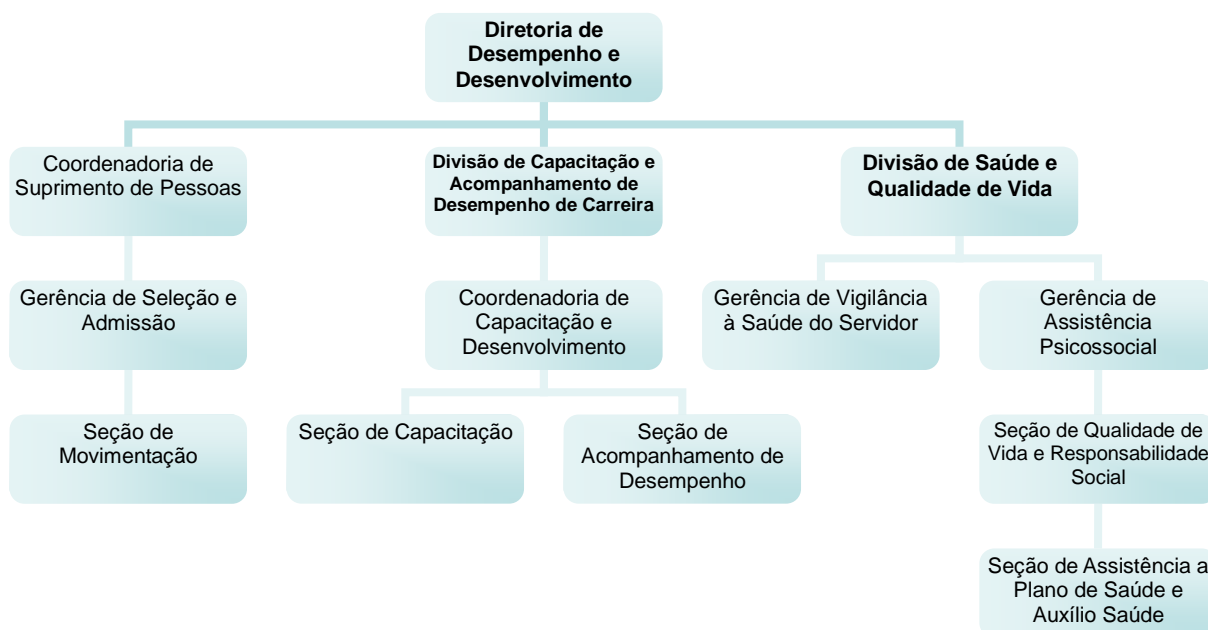 Diretoria de
Desempenho e
Desenvolvimento
Coordenadoria de
Suprimento de Pessoas
Divisão de Capacitação e
Acompanhamento de
Desempenho de Carreira
Divisão de Saúde e
Qualidade de Vida
Gerência de Seleção e
Admissão
Coordenadoria de
Capacitação e
Desenvolvimento
Gerência de Vigilância
à Saúde do Servidor
Gerência de
Assistência
Psicossocial
Seção de
Movimentação
Seção de Capacitação
Seção de
Acompanhamento de
Desempenho
Seção de Qualidade de
Vida e Responsabilidade
Social
Seção de Assistência a
Plano de Saúde e
Auxílio Saúde